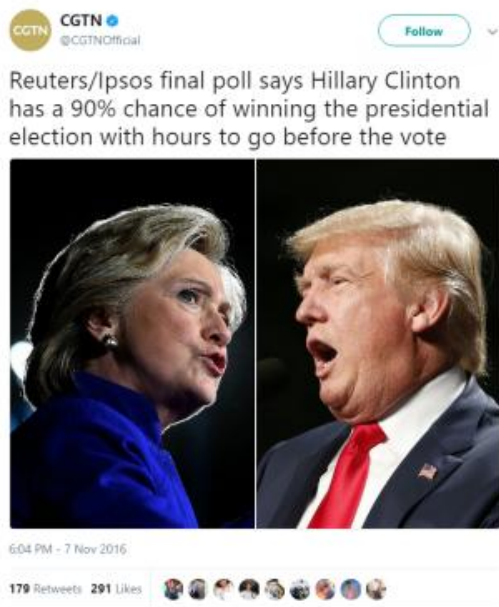 CGTN
CGTN
@CGTNOfficial
Follow
Reuters/Ipsos final poll says Hillary Clinton
has a 90% chance of winning the presidential
election with hours to go before the vote
6:04 PM - 7 Nov 2016
179 Retweets 291 Likes